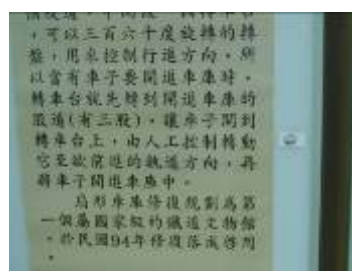 ，可以三百六十度旋轉的轉
盤，用來控制行進方向。所
以當有車子要開進車庫時，
轉車台就先轉到開進車庫的
股道(有三股)，讓車子開到
轉車台上，由人工控制轉動
它至欲前進的軌道方向，再
將車子開進車庫中。
扇形車庫修復規劃為第
一個屬國家級的鐵道文物館
。於民國94年修復落成啓用
。